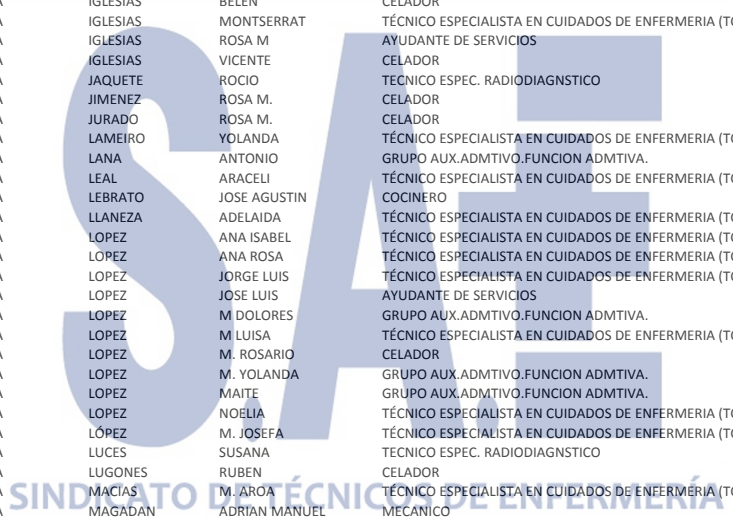 A IGLESIAS BELEN CELADOR
A IGLESIAS MONTSERRAT TÉCNICO ESPECIALISTA EN CUIDADOS DE ENFERMERIA (TC
A IGLESIAS ROSA M AYUDANTE DE SERVICIOS
A IGLESIAS VICENTE CELADOR
A JAQUETE ROCIO TECNICO ESPEC. RADIODIAGNSTICO
A JIMENEZ ROSA M. CELADOR
A JURADO ROSA M. CELADOR
A LAMEIRO YOLANDA TÉCNICO ESPECIALISTA EN CUIDADOS DE ENFERMERIA (TC
A LANA ANTONIO GRUPO AUX.ADMTIVO.FUNCION ADMTIVA.
A LEAL ARACELI TÉCNICO ESPECIALISTA EN CUIDADOS DE ENFERMERIA (TC
A LEBRATO JOSE AGUSTIN COCINERO
A LLANEZA ADELAIDA TÉCNICO ESPECIALISTA EN CUIDADOS DE ENFERMERIA (TC
A LOPEZ ANA ISABEL TÉCNICO ESPECIALISTA EN CUIDADOS DE ENFERMERIA (TC
A LOPEZ ANA ROSA TÉCNICO ESPECIALISTA EN CUIDADOS DE ENFERMERIA (TC
A LOPEZ JORGE LUIS TÉCNICO ESPECIALISTA EN CUIDADOS DE ENFERMERIA (TC
A LOPEZ JOSE LUIS AYUDANTE DE SERVICIOS
A LOPEZ M DOLORES GRUPO AUX.ADMTIVO.FUNCION ADMTIVA.
A LOPEZ M LUISA TÉCNICO ESPECIALISTA EN CUIDADOS DE ENFERMERIA (TC
A LOPEZ M. ROSARIO CELADOR
A LOPEZ M. YOLANDA GRUPO AUX.ADMTIVO.FUNCION ADMTIVA.
A LOPEZ MAITE GRUPO AUX.ADMTIVO.FUNCION ADMTIVA.
A LOPEZ NOELIA TÉCNICO ESPECIALISTA EN CUIDADOS DE ENFERMERIA (TC
A LÓPEZ M. JOSEFA TÉCNICO ESPECIALISTA EN CUIDADOS DE ENFERMERIA (TC
A LUCES SUSANA TECNICO ESPEC. RADIODIAGNSTICO
A LUGONES RUBEN CELADOR
A MACIAS M. AROA TÉCNICO ESPECIALISTA EN CUIDADOS DE ENFERMERIA (TC
A MAGADAN ADRIAN MANUEL MECANICO
S.A.E
SINDICATO DE TÉCNICOS DE ENFERMERÍA